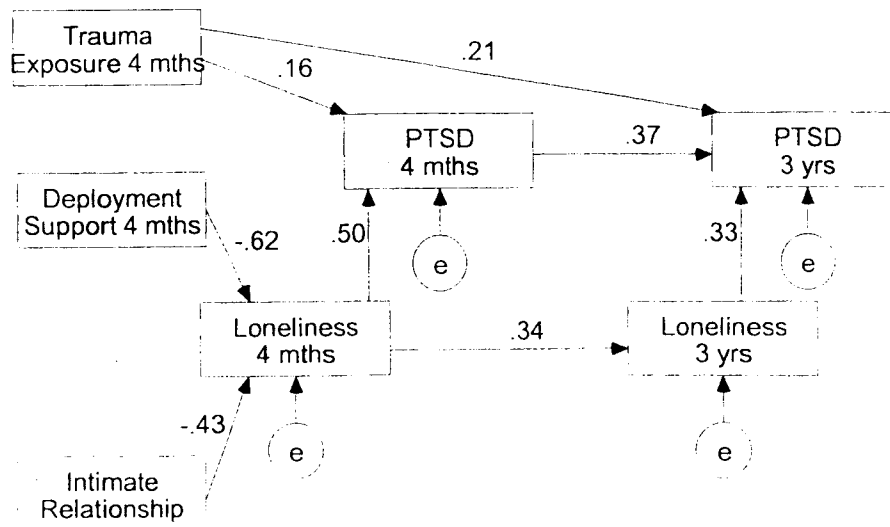 Trauma
Exposure 4 mths
.21
.16
PTSD
4 mths
.37
PTSD
3 yrs
Deployment
Support 4 mths
-.62
.50
e
.33
e
Loneliness
4 mths
.34
Loneliness
3 yrs
-.43
e
e
Intimate
Relationship